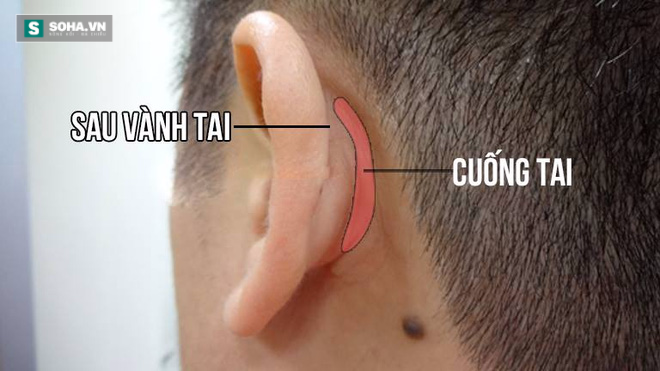 S SOHA.VN
SAU VÀNH TAI
CUỐNG TAI